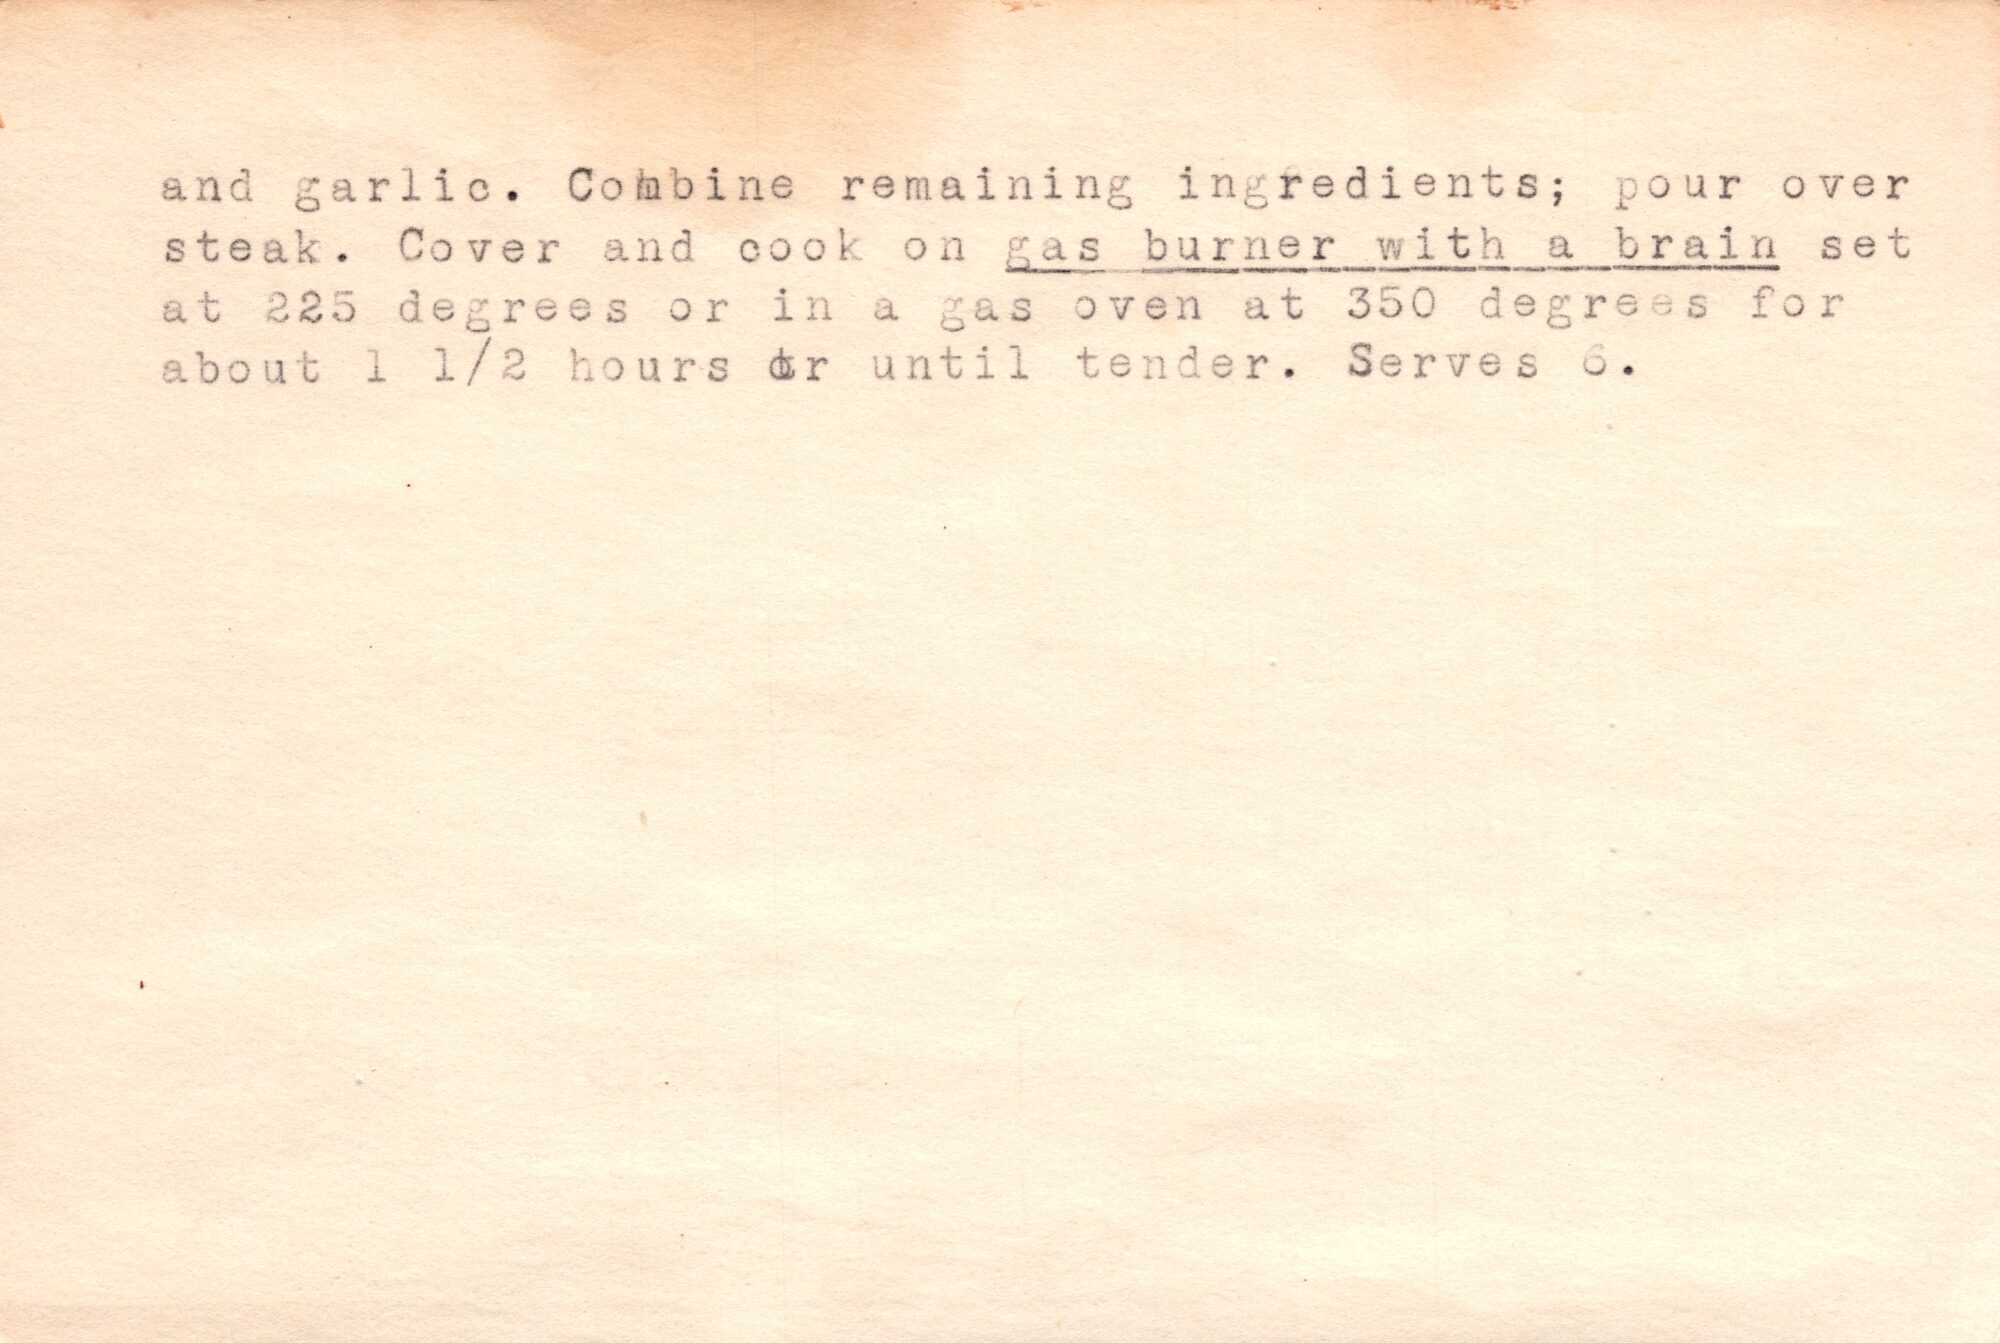 and garlic. Combine remaining ingredients; pour over
steak. Cover and cook on gas burner with a brain set
at 225 degrees or in a gas oven at 350 degrees for
about 1 1/2 hours or until tender. Serves 6.